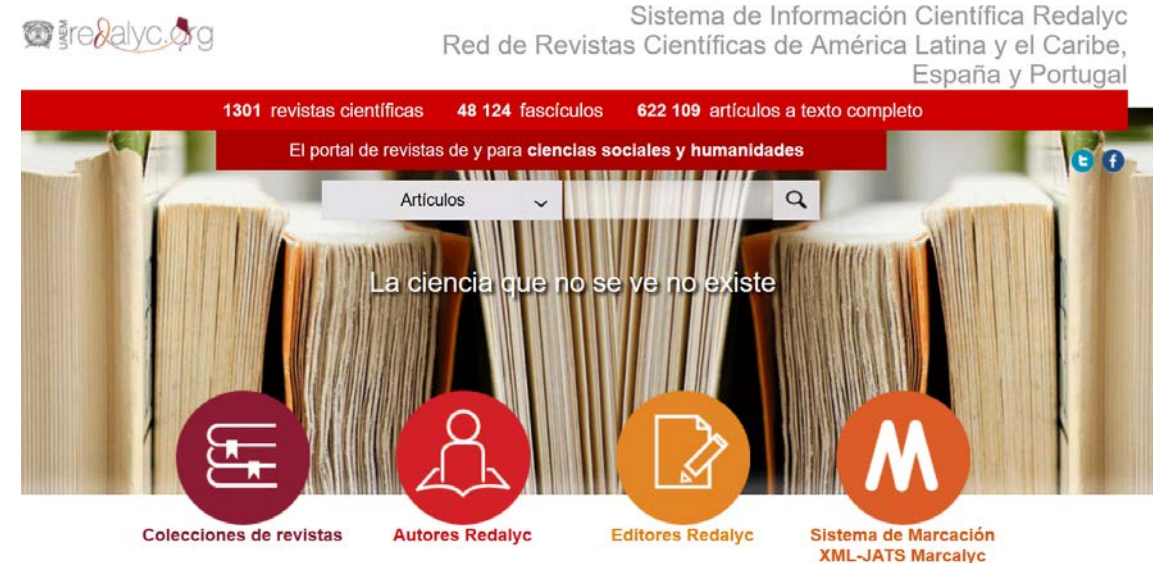 UAEM
redalyc.org
Sistema de Información Científica Redalyc
Red de Revistas Científicas de América Latina y el Caribe,
España y Portugal
1301 revistas científicas 48 124 fascículos 622 109 artículos a texto completo
El portal de revistas de y para ciencias sociales y humanidades
Artículos
La ciencia que no se ve no existe
Colecciones de revistas
Autores Redalyc
Editores Redalyc
Sistema de Marcación
XML-JATS Marcalyc